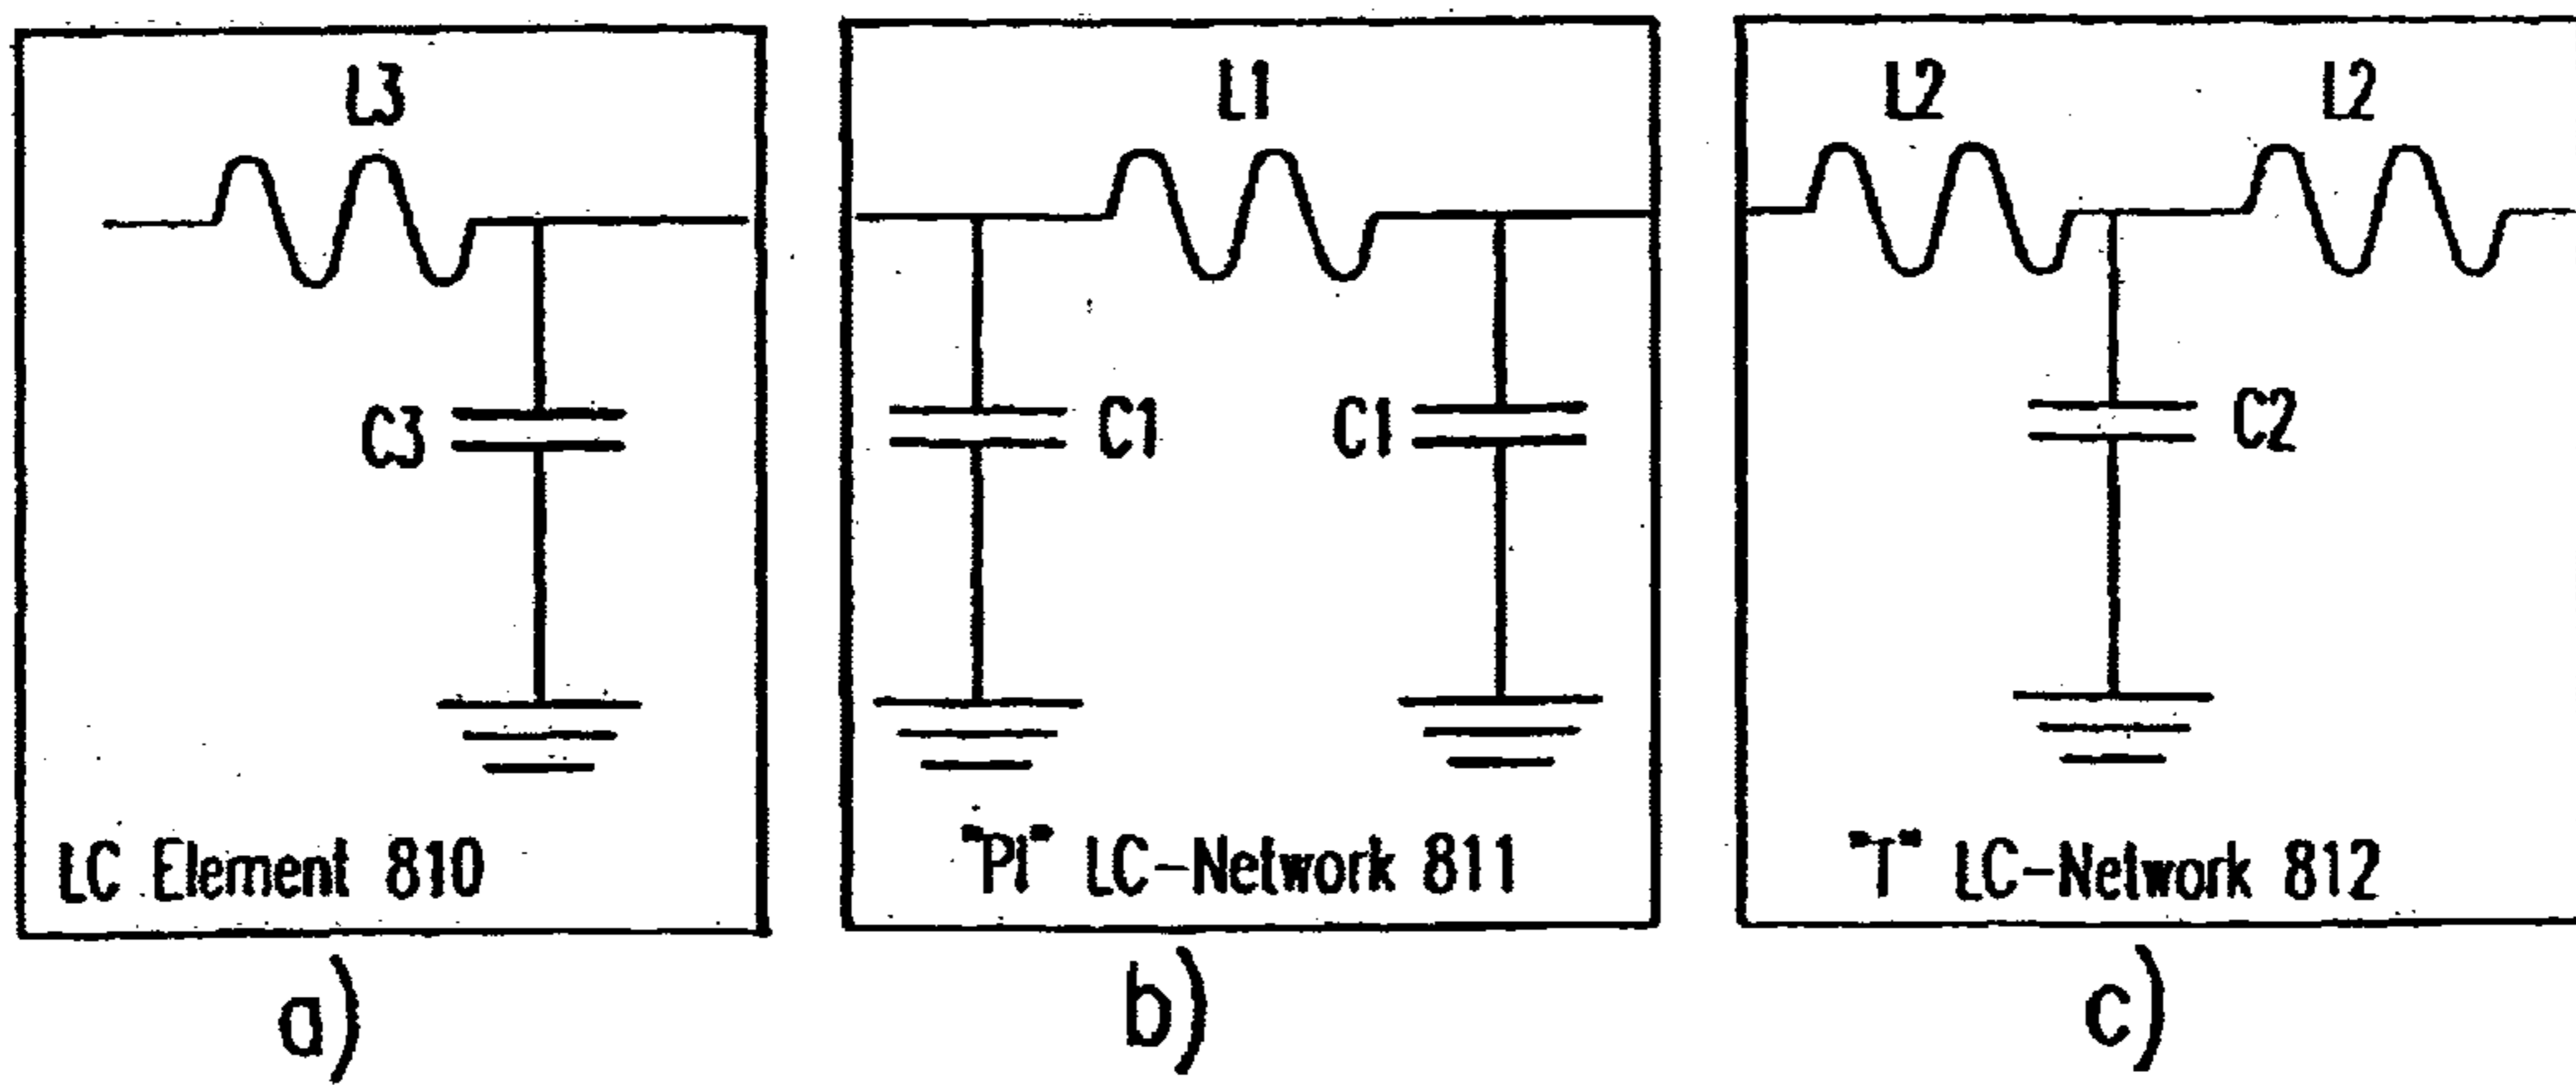 L3
C3
LC Element 810
a)
L1
C1
C1
"Pi" LC-Network 811
b)
L2
L2
C2
"T" LC-Network 812
c)